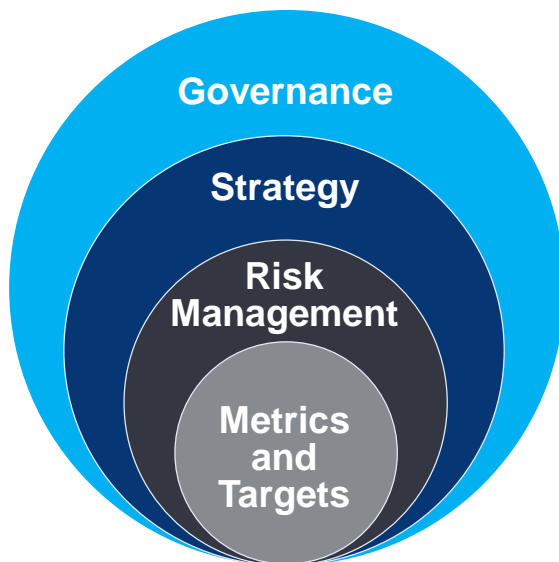 Governance
Strategy
Risk
Management
Metrics
and
Targets